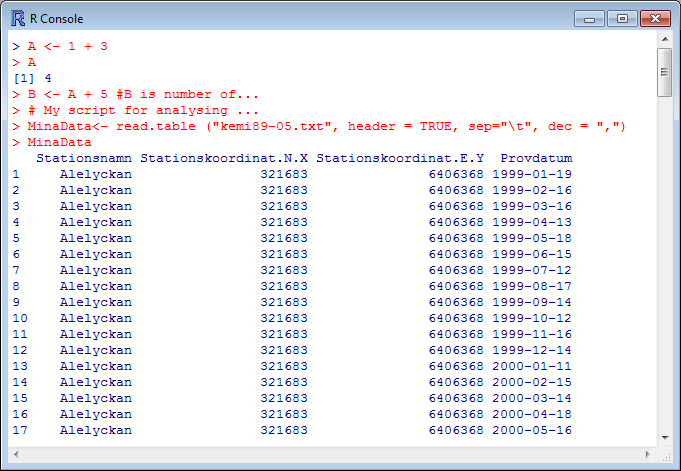 R Console
> A <- 1 + 3
> A
[1] 4
> B <- A + 5 #B is number of...
> # My script for analysing ...
> MinaData<- read.table ("kemi89-05.txt", header = TRUE, sep="\t", dec = ",")
> MinaData
   Stationsnamn Stationskoordinat.N.X Stationskoordinat.E.Y  Provdatum
1     Alelyckan                321683               6406368 1999-01-19
2     Alelyckan                321683               6406368 1999-02-16
3     Alelyckan                321683               6406368 1999-03-16
4     Alelyckan                321683               6406368 1999-04-13
5     Alelyckan                321683               6406368 1999-05-18
6     Alelyckan                321683               6406368 1999-06-15
7     Alelyckan                321683               6406368 1999-07-12
8     Alelyckan                321683               6406368 1999-08-17
9     Alelyckan                321683               6406368 1999-09-14
10    Alelyckan                321683               6406368 1999-10-12
11    Alelyckan                321683               6406368 1999-11-16
12    Alelyckan                321683               6406368 1999-12-14
13    Alelyckan                321683               6406368 2000-01-11
14    Alelyckan                321683               6406368 2000-02-15
15    Alelyckan                321683               6406368 2000-03-14
16    Alelyckan                321683               6406368 2000-04-18
17    Alelyckan                321683               6406368 2000-05-16